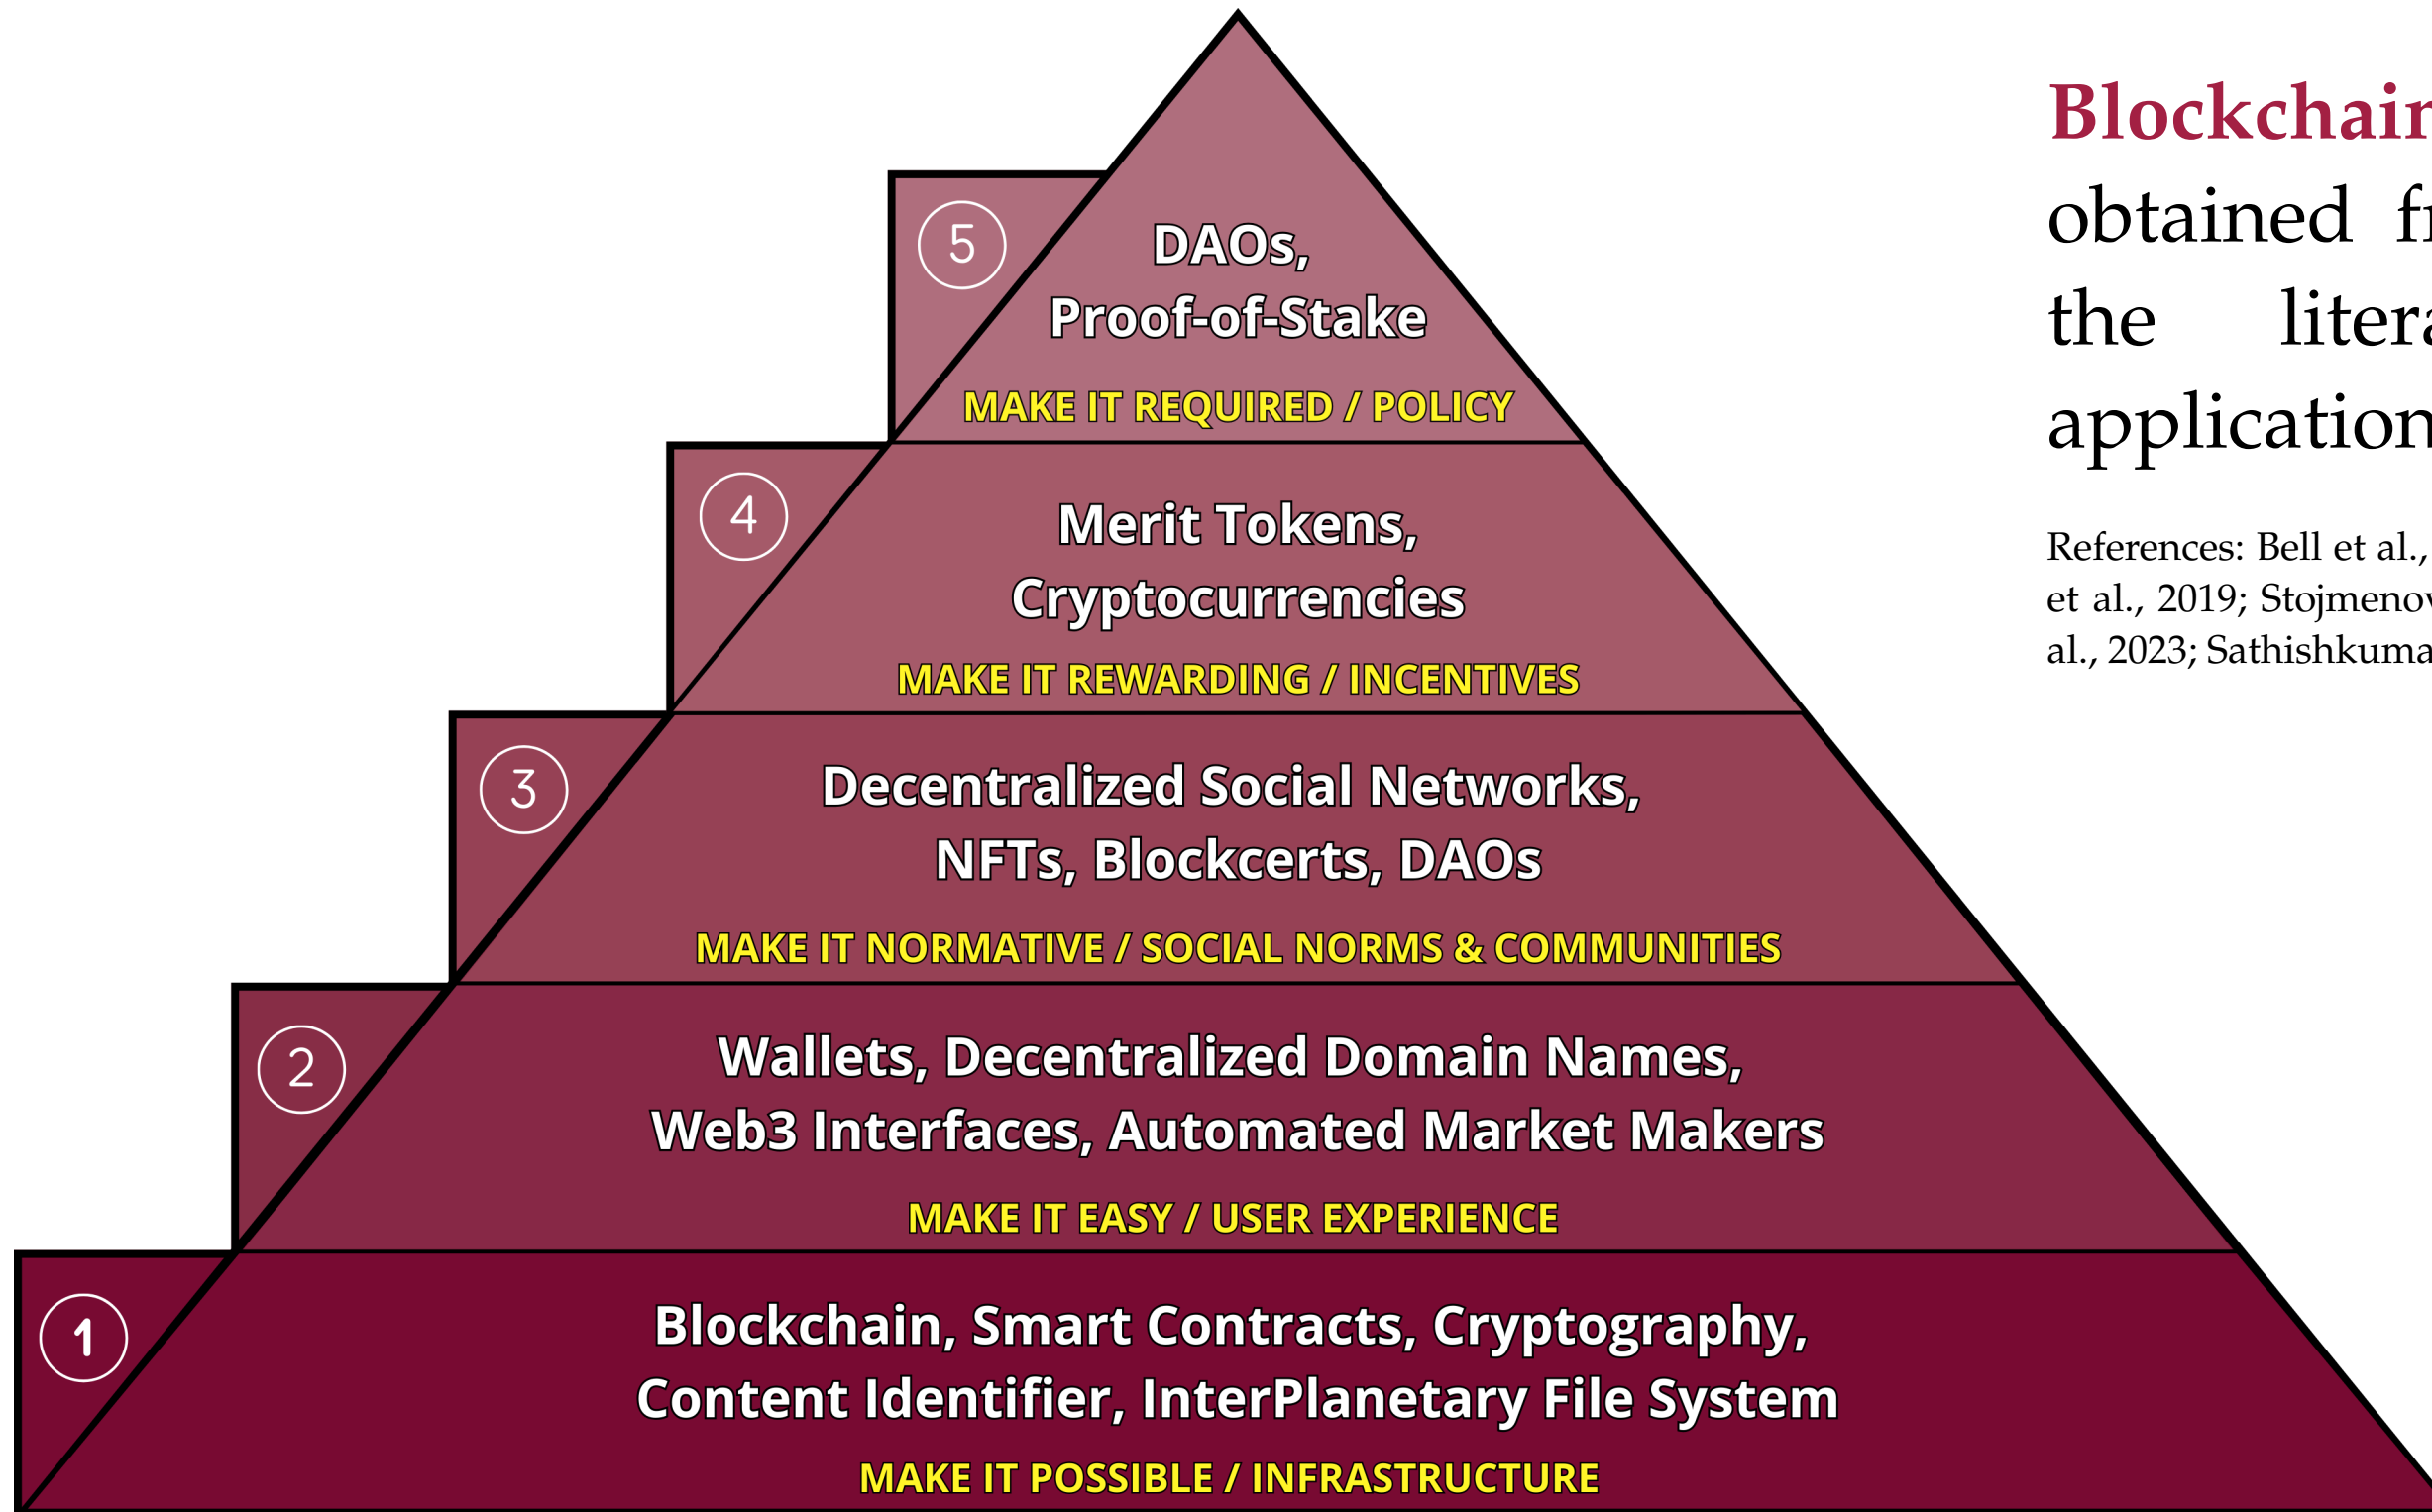 5
DAOs,
Proof-of-Stake
MAKE IT REQUIRED / POLICY
4
Merit Tokens,
Cryptocurrencies
MAKE IT REWARDING / INCENTIVES
3
Decentralized Social Networks,
NFTs, Blockcerts, DAOs
MAKE IT NORMATIVE / SOCIAL NORMS & COMMUNITIES
2
Wallets, Decentralized Domain Names,
Web3 Interfaces, Automated Market Makers
MAKE IT EASY / USER EXPERIENCE
1
Blockchain, Smart Contracts, Cryptography,
Content Identifier, InterPlanetary File System
MAKE IT POSSIBLE / INFRASTRUCTURE
Blockchain
obtained
the
References: Bell et al.,
et al., 2019;
al., 2023;